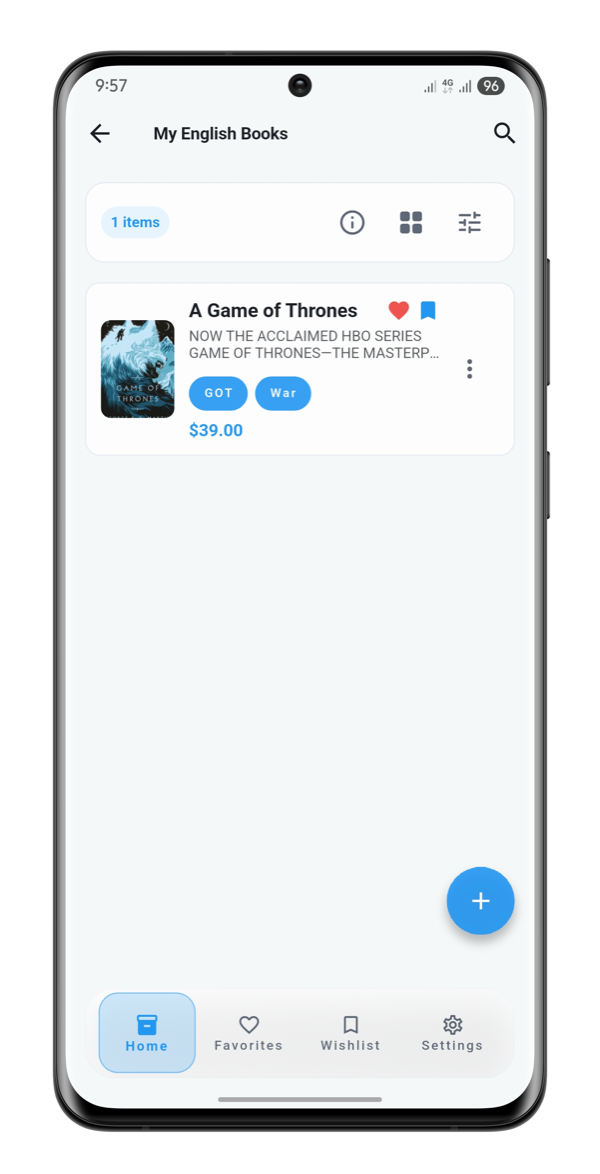 9:57
4G
96
My English Books
1 items
A Game of Thrones
NOW THE ACCLAIMED HBO SERIES
GAME OF THRONES—THE MASTERP...
A
GAME OF
THRONES
GOT
War
$39.00
Home
Favorites
Wishlist
Settings